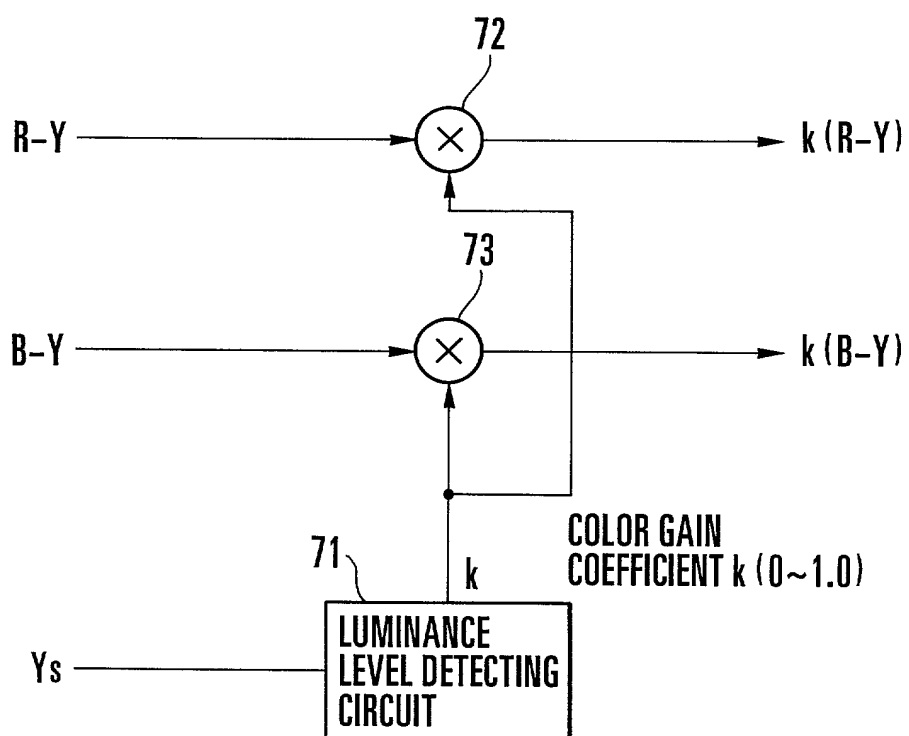 72
R-Y
k (R-Y)
73
B-Y
k (B-Y)
COLOR GAIN
COEFFICIENT k (0~1.0)
71
k
LUMINANCE
LEVEL DETECTING
CIRCUIT
Ys